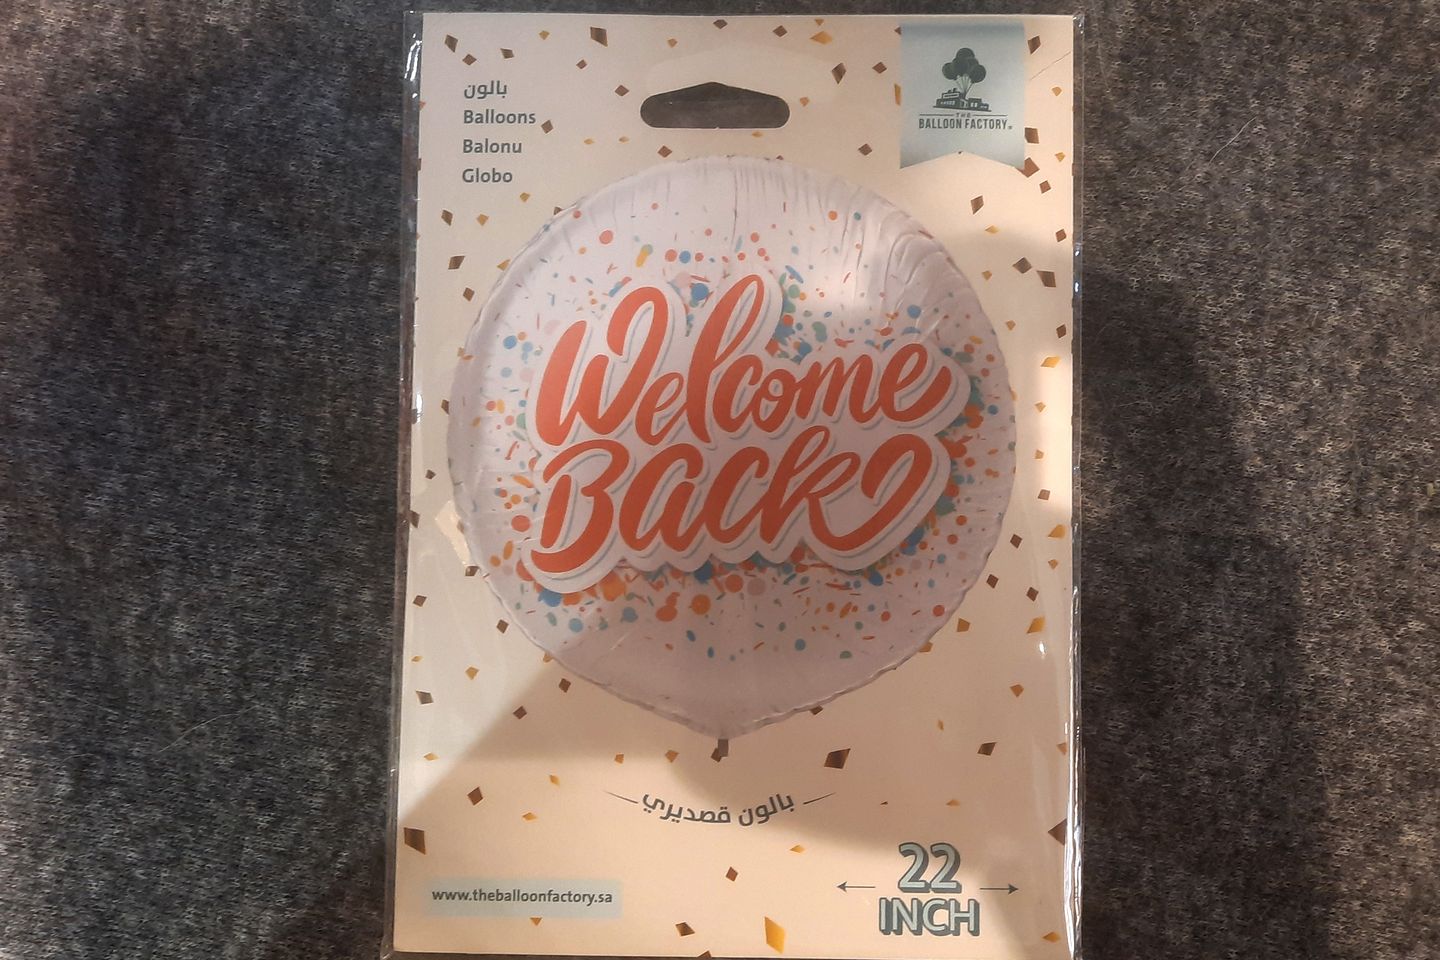 بالون
Balloons
Balonu
Globo
THE
BALLOON FACTORY
Welcome
Back
بالون قصديري
www.theballoonfactory.sa
22
INCH